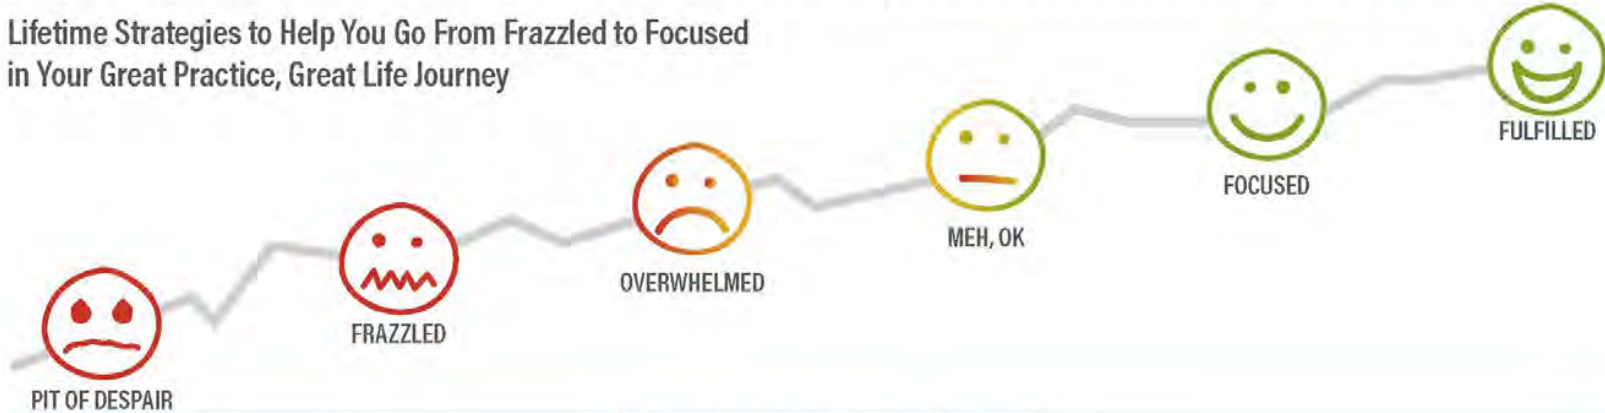 Lifetime Strategies to Help You Go From Frazzled to Focused
in Your Great Practice, Great Life Journey
PIT OF DESPAIR
FRAZZLED
OVERWHELMED
MEH, OK
FOCUSED
FULFILLED